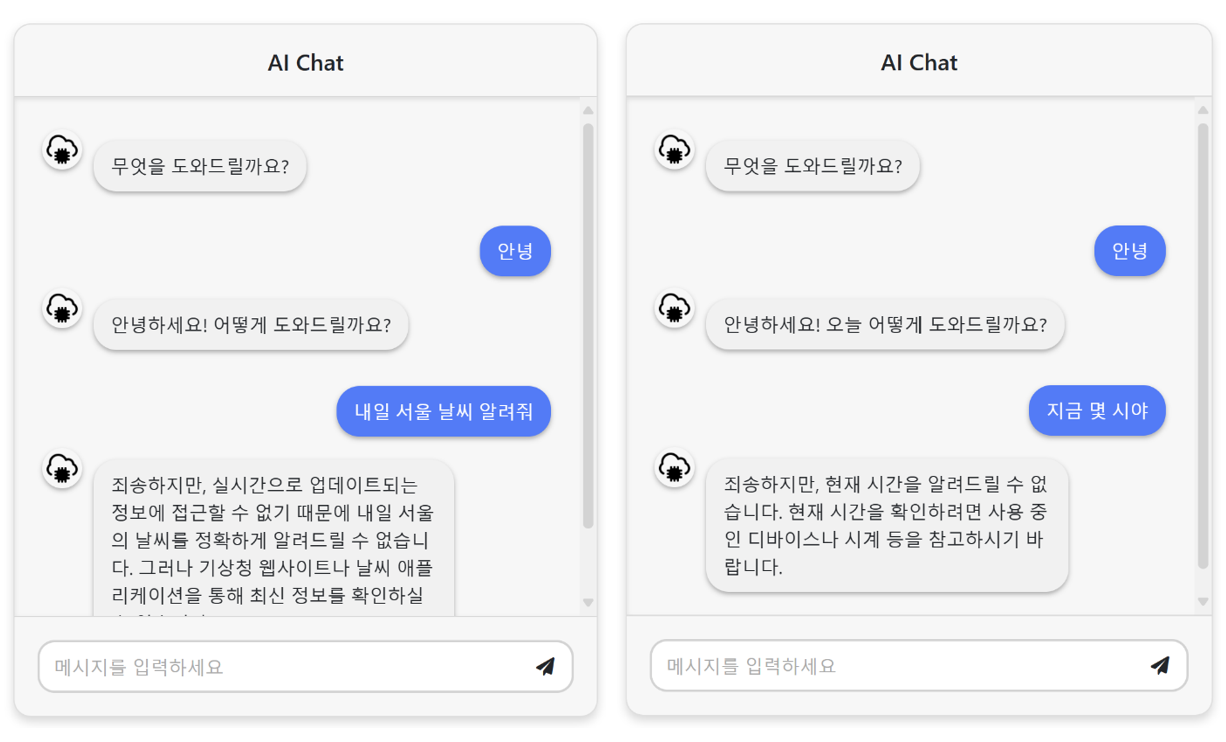 AI Chat
무엇을 도와드릴까요?
안녕
안녕하세요! 어떻게 도와드릴까요?
내일 서울 날씨 알려줘
죄송하지만, 실시간으로 업데이트되는
정보에 접근할 수 없기 때문에 내일 서울
의 날씨를 정확하게 알려드릴 수 없습니
다. 그러나 기상청 웹사이트나 날씨 애플
리케이션을 통해 최신 정보를 확인하실
메시지를 입력하세요
AI Chat
무엇을 도와드릴까요?
안녕
안녕하세요! 오늘 어떻게 도와드릴까요?
지금 몇 시야
죄송하지만, 현재 시간을 알려드릴 수 없
습니다. 현재 시간을 확인하려면 사용 중
인 디바이스나 시계 등을 참고하시기 바
랍니다.
메시지를 입력하세요